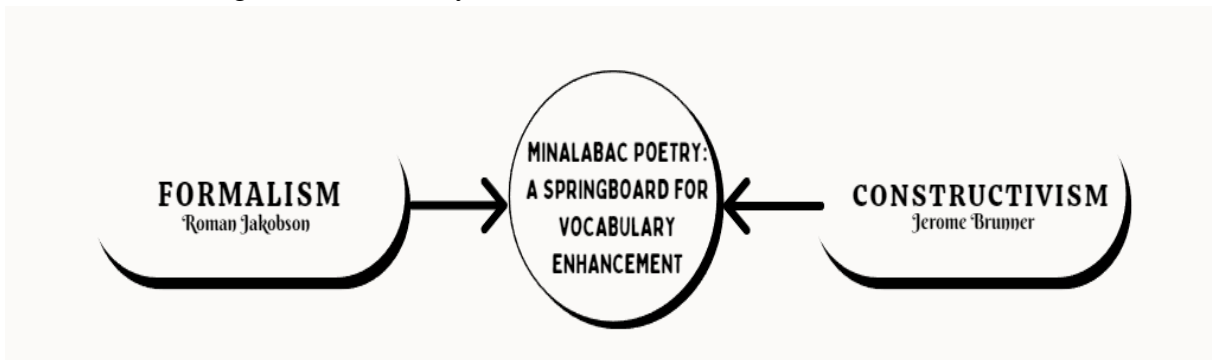 FORMALISM
Roman Jakobson
MINALABAC POETRY:
A SPRINGBOARD FOR
VOCABULARY
ENHANCEMENT
CONSTRUCTIVISM
Jerome Brunner